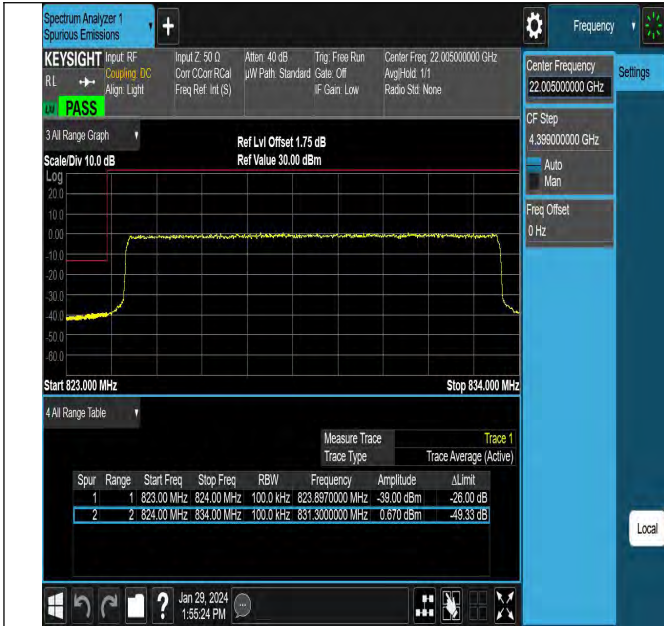 Spectrum Analyzer 1
Spurious Emissions
+
Frequency
KEYSIGHT Input: RF Input Z: 50 Ω Atten: 40 dB Trig: Free Run Center Freq: 22.005000000 GHz
RL Coupling: DC Corr CCorr RCal µW Path: Standard Gate: Off Avg|Hold: 1/1
Align: Light Freq Ref: Int (S) IF Gain: Low Radio Std: None
PASS
Center Frequency
22.005000000 GHz
Settings
CF Step
4.399000000 GHz
Auto
Man
Freq Offset
0 Hz
3 All Range Graph
Ref Lvl Offset 1.75 dB
Scale/Div 10.0 dB Ref Value 30.00 dBm
Log
20.0
10.0
0.00
-10.0
-20.0
-30.0
-40.0
-50.0
-60.0
Start 823.000 MHz Stop 834.000 MHz
4 All Range Table
Measure Trace Trace 1
Trace Type Trace Average (Active)
Spur Range Start Freq Stop Freq RBW Frequency Amplitude ΔLimit
1 1 823.00 MHz 824.00 MHz 100.0 kHz 823.8970000 MHz -39.00 dBm -26.00 dB
2 2 824.00 MHz 834.00 MHz 100.0 kHz 831.3000000 MHz 0.670 dBm -49.33 dB
Local
?
Jan 29, 2024
1:55:24 PM